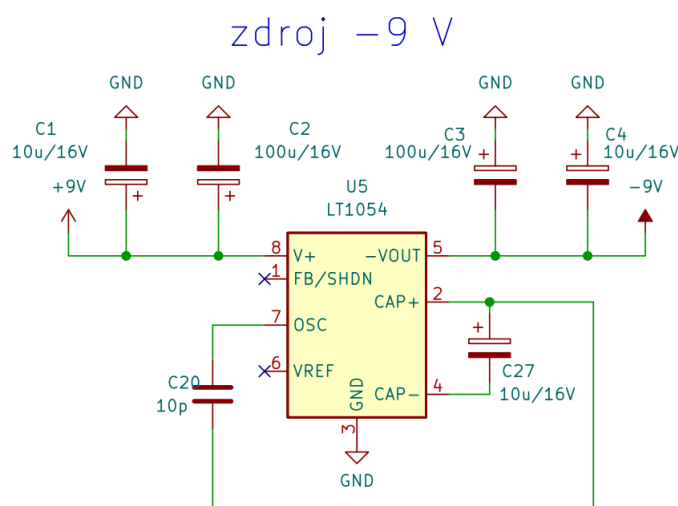 zdroj -9 V
GND
GND
GND
GND
C1
10u/16V
C2
100u/16V
C3
100u/16V
C4
10u/16V
+9V
U5
LT1054
-9V
8
V+
-VOUT
5
1
FB/SHDN
CAP+
2
7
OSC
C20
10p
6
VREF
C27
10u/16V
GND
CAP-
4
3
GND
+
+
+
+
+